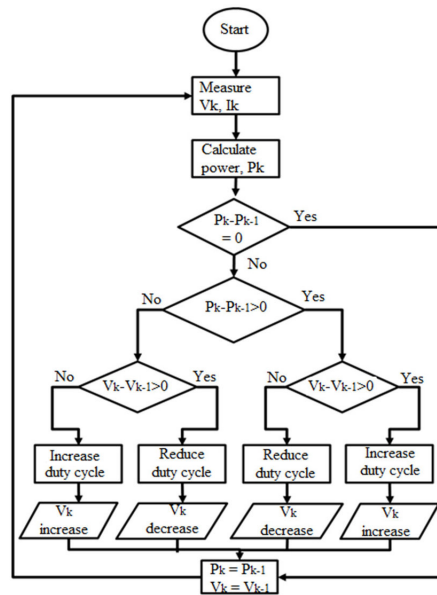 Start
Measure
Vk, Ik
Calculate
power, Pk
Pk-Pk-1
= 0
Yes
No
Pk-Pk-1>0
No
Yes
Vk-Vk-1>0
No
Yes
Vk-Vk-1>0
No
Yes
Increase
duty cycle
Reduce
duty cycle
Reduce
duty cycle
Increase
duty cycle
Vk
increase
Vk
decrease
Vk
decrease
Vk
increase
Pk = Pk-1
Vk = Vk-1